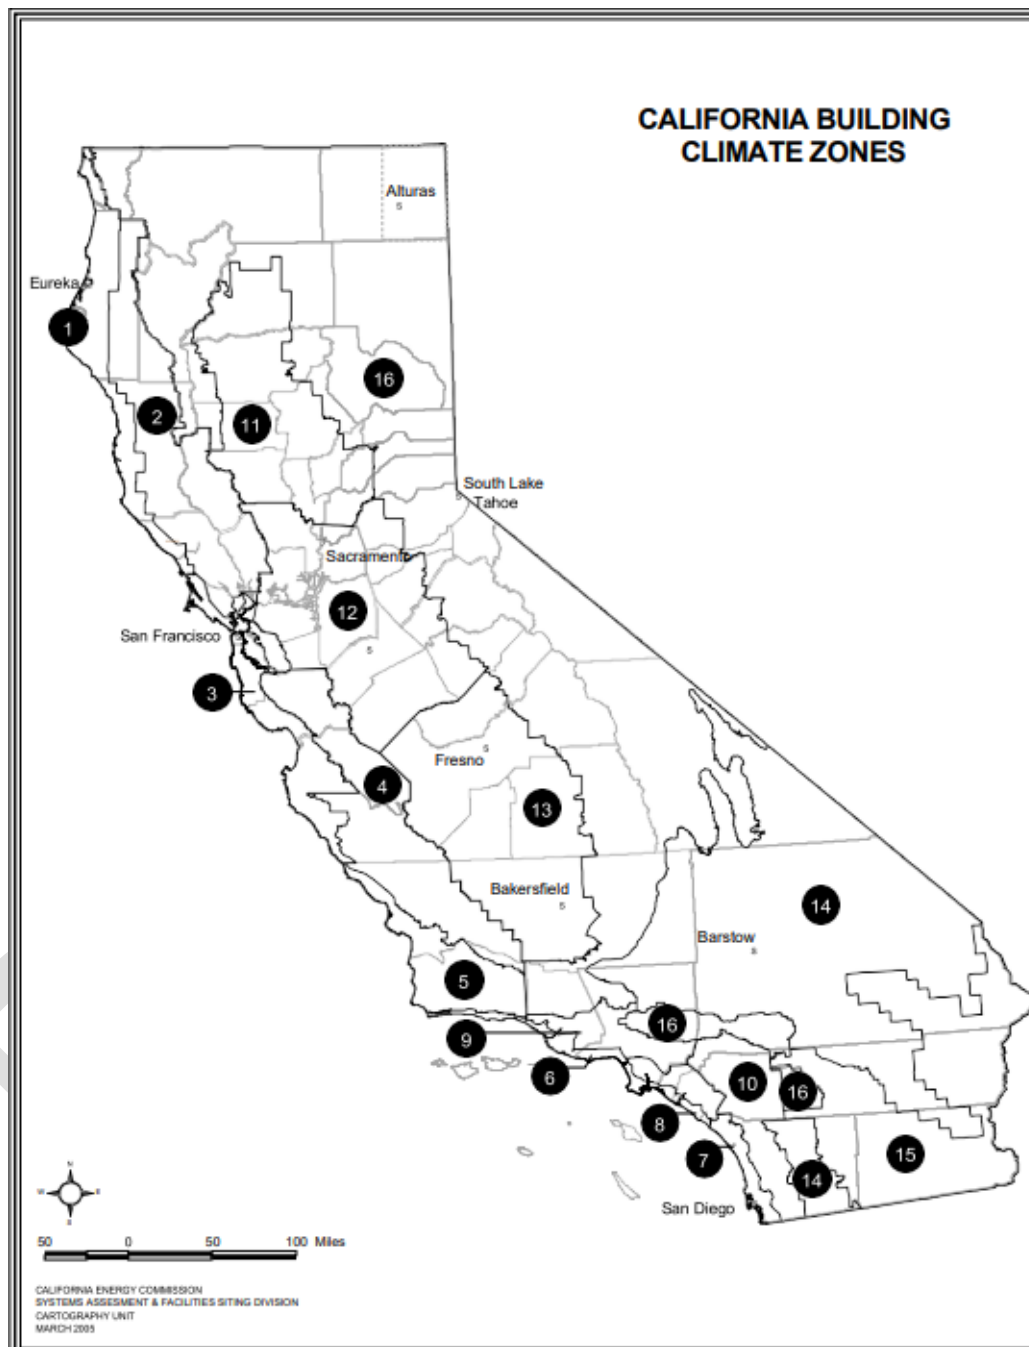 CALIFORNIA BUILDING
CLIMATE ZONES
Alturas
S
Eureka
1
16
2
11
South Lake
Tahoe
Sacramento
12
San Francisco
S
3
Fresno
S
4
13
Bakersfield
S
14
Barstow
S
5
16
9
6
10
16
8
7
15
14
San Diego
N
W
E
S
50 0 50 100 Miles
CALIFORNIA ENERGY COMMISSION
SYSTEMS ASSESMENT & FACILITIES SITING DIVISION
CARTOGRAPHY UNIT
MARCH 2005